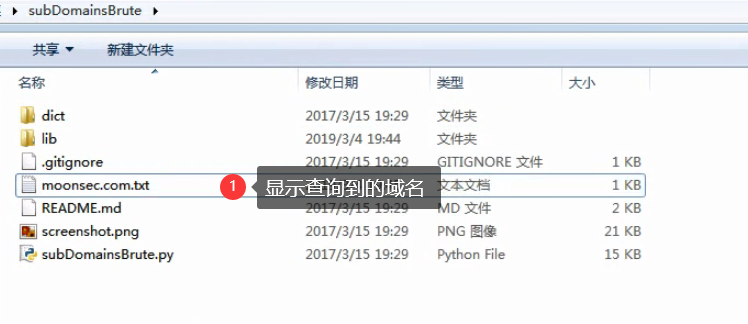 subDomainsBrute
共享 新建文件夹
名称 修改日期 类型 大小
dict 2017/3/15 19:29 文件夹
lib 2019/3/4 19:44 文件夹
.gitignore 2017/3/15 19:29 GITIGNORE 文件 1 KB
moonsec.com.txt 1 显示查询到的域名 文本文档 1 KB
README.md 2017/3/15 19:29 MD 文件 2 KB
screenshot.png 2017/3/15 19:29 PNG 图像 21 KB
subDomainsBrute.py 2017/3/15 19:29 Python File 15 KB